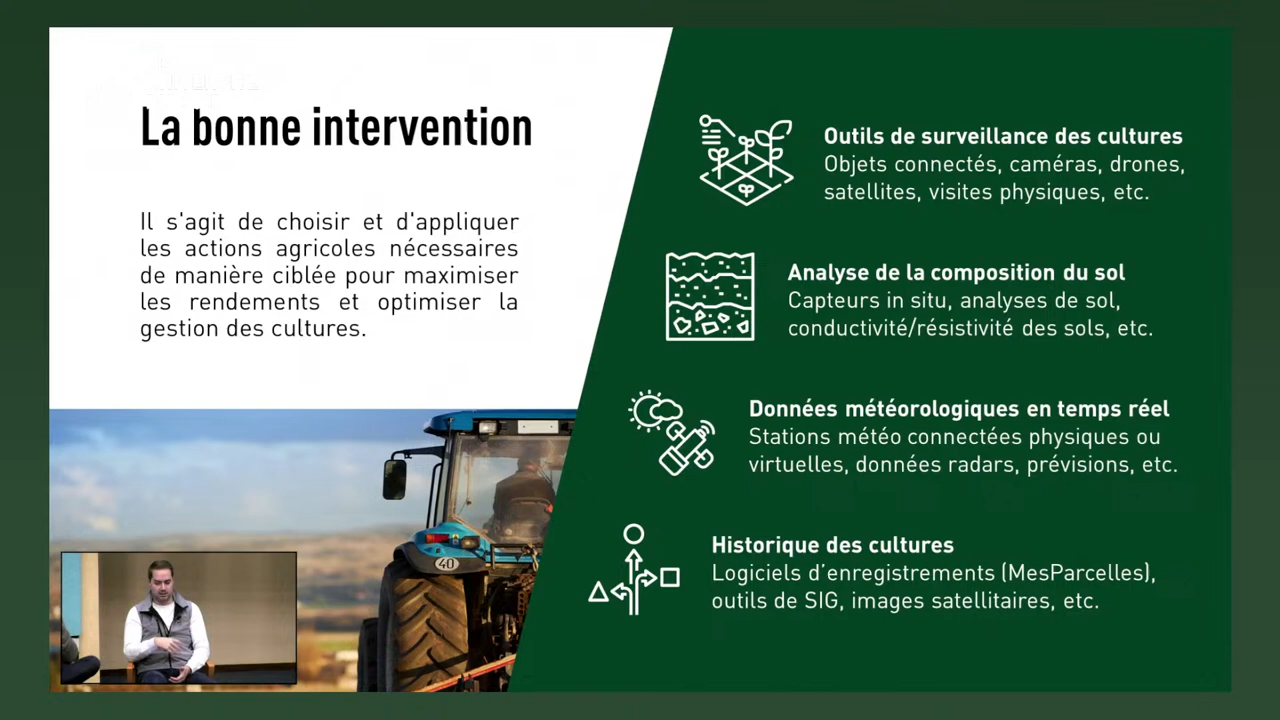 La bonne intervention
Il s'agit de choisir et d'appliquer
les actions agricoles nécessaires
de manière ciblée pour maximiser
les rendements et optimiser la
gestion des cultures.
40
Outils de surveillance des cultures
Objets connectés, caméras, drones,
satellites, visites physiques, etc.
Analyse de la composition du sol
Capteurs in situ, analyses de sol,
conductivité/résistivité des sols, etc.
Données météorologiques en temps réel
Stations météo connectées physiques ou
virtuelles, données radars, prévisions, etc.
Historique des cultures
Logiciels d’enregistrements (MesParcelles),
outils de SIG, images satellitaires, etc.